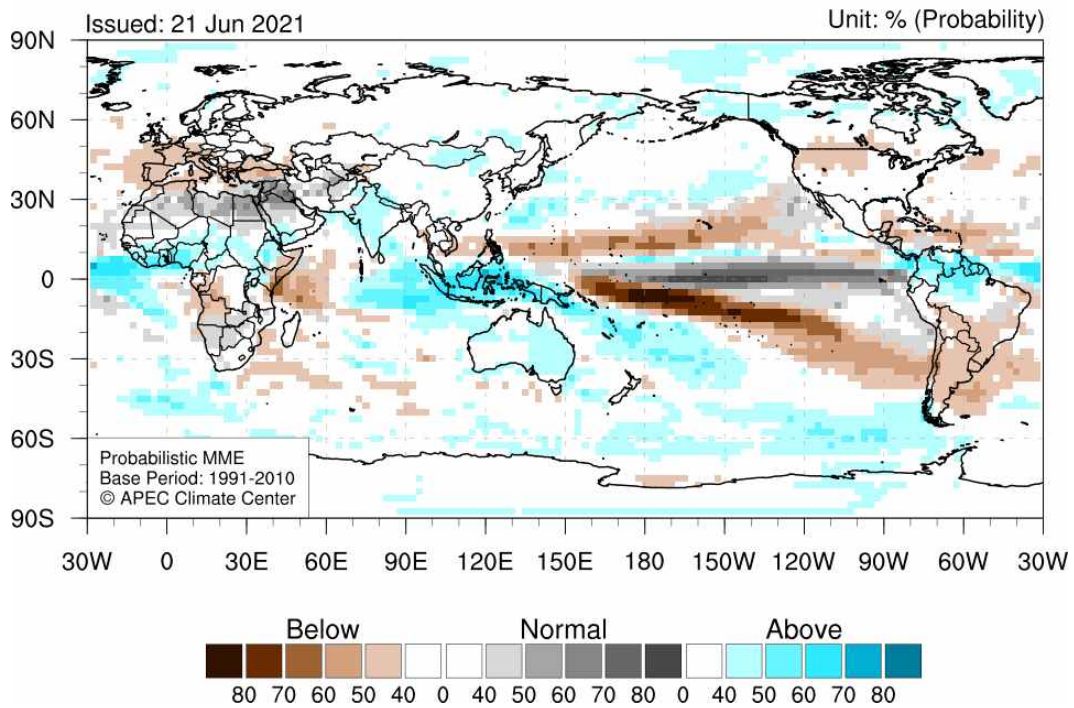 Issued: 21 Jun 2021 Unit: % (Probability)
90N
60N
30N
0
30S
60S
90S
Probabilistic MME
Base Period: 1991-2010
© APEC Climate Center
30W 0 30E 60E 90E 120E 150E 180 150W 120W 90W 60W 30W
Below Normal Above
80 70 60 50 40 0 40 50 60 70 80 0 40 50 60 70 80